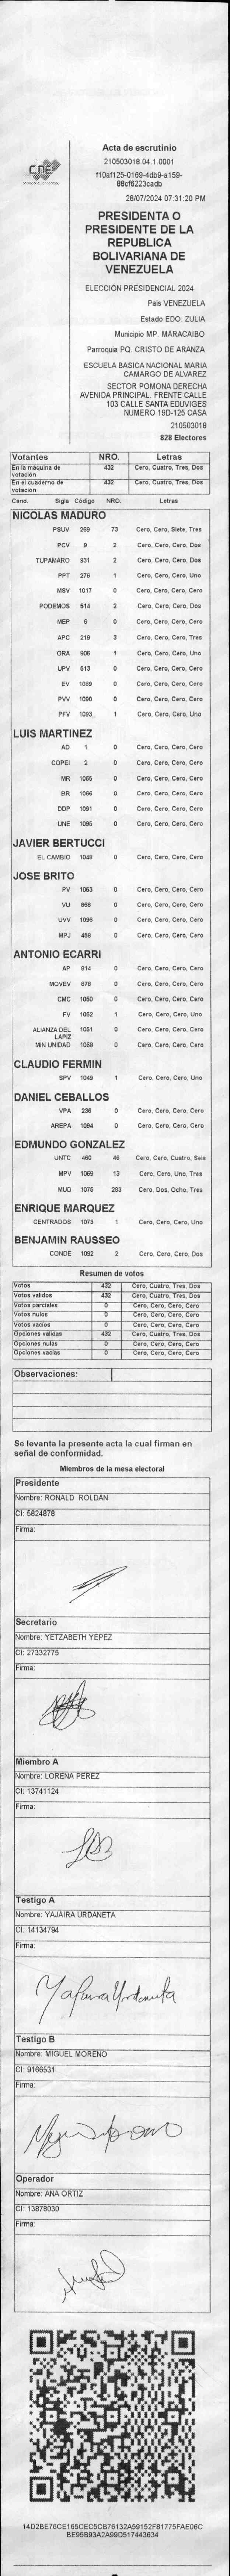 CNE
Acta de escrutinio
210503018.04.1.0001
f10af125-0169-4db9-a159-
88cf6223cadb
28/07/2024 07:31:20 PM
PRESIDENTA O
PRESIDENTE DE LA
REPUBLICA
BOLIVARIANA DE
VENEZUELA
ELECCIÓN PRESIDENCIAL 2024
Pais VENEZUELA
Estado EDO. ZULIA
Municipio MP. MARACAIBO
Parroquia PQ. CRISTO DE ARANZA
ESCUELA BASICA NACIONAL MARIA
CAMARGO DE ALVAREZ
SECTOR POMONA DERECHA
AVENIDA PRINCIPAL. FRENTE CALLE
103 CALLE SANTA EDUVIGES
NUMERO 19D-125 CASA
210503018
828 Electores
Votantes NRO. Letras
En la máquina de votación 432 Cero, Cuatro, Tres, Dos
En el cuaderno de votación 432 Cero, Cuatro, Tres, Dos
Cand. Sigla Código NRO. Letras
NICOLAS MADURO
PSUV 269 73 Cero, Cero, Siete, Tres
PCV 9 2 Cero, Cero, Cero, Dos
TUPAMARO 931 2 Cero, Cero, Cero, Dos
PPT 276 1 Cero, Cero, Cero, Uno
MSV 1017 0 Cero, Cero, Cero, Cero
PODEMOS 514 2 Cero, Cero, Cero, Dos
MEP 6 0 Cero, Cero, Cero, Cero
APC 219 3 Cero, Cero, Cero, Tres
ORA 906 1 Cero, Cero, Cero, Uno
UPV 513 0 Cero, Cero, Cero, Cero
EV 1089 0 Cero, Cero, Cero, Cero
PVV 1090 0 Cero, Cero, Cero, Cero
PFV 1093 1 Cero, Cero, Cero, Uno
LUIS MARTINEZ
AD 1 0 Cero, Cero, Cero, Cero
COPEI 2 0 Cero, Cero, Cero, Cero
MR 1065 0 Cero, Cero, Cero, Cero
BR 1066 0 Cero, Cero, Cero, Cero
DDP 1091 0 Cero, Cero, Cero, Cero
UNE 1095 0 Cero, Cero, Cero, Cero
JAVIER BERTUCCI
EL CAMBIO 1048 0 Cero, Cero, Cero, Cero
JOSE BRITO
PV 1053 0 Cero, Cero, Cero, Cero
VU 868 0 Cero, Cero, Cero, Cero
UVV 1096 0 Cero, Cero, Cero, Cero
MPJ 458 0 Cero, Cero, Cero, Cero
ANTONIO ECARRI
AP 814 0 Cero, Cero, Cero, Cero
MOVEV 878 0 Cero, Cero, Cero, Cero
CMC 1050 0 Cero, Cero, Cero, Cero
FV 1062 1 Cero, Cero, Cero, Uno
ALIANZA DEL LAPIZ 1051 0 Cero, Cero, Cero, Cero
MIN UNIDAD 1069 0 Cero, Cero, Cero, Cero
CLAUDIO FERMIN
SPV 1049 1 Cero, Cero, Cero, Uno
DANIEL CEBALLOS
VPA 236 0 Cero, Cero, Cero, Cero
AREPA 1094 0 Cero, Cero, Cero, Cero
EDMUNDO GONZALEZ
UNTC 460 46 Cero, Cero, Cuatro, Seis
MPV 1069 13 Cero, Cero, Uno, Tres
MUD 1075 283 Cero, Dos, Ocho, Tres
ENRIQUE MARQUEZ
CENTRADOS 1073 1 Cero, Cero, Cero, Uno
BENJAMIN RAUSSEO
CONDE 1092 2 Cero, Cero, Cero, Dos
Resumen de votos
Votos 432 Cero, Cuatro, Tres, Dos
Votos validos 432 Cero, Cuatro, Tres, Dos
Votos parciales 0 Cero, Cero, Cero, Cero
Votos nulos 0 Cero, Cero, Cero, Cero
Votos vacios 0 Cero, Cero, Cero, Cero
Opciones validas 432 Cero, Cuatro, Tres, Dos
Opciones nulas 0 Cero, Cero, Cero, Cero
Opciones vacias 0 Cero, Cero, Cero, Cero
Observaciones:
Se levanta la presente acta la cual firman en
señal de conformidad.
Miembros de la mesa electoral
Presidente
Nombre: RONALD ROLDAN
CI: 5824878
Firma:
Secretario
Nombre: YETZABETH YEPEZ
CI: 27332775
Firma:
Miembro A
Nombre: LORENA PEREZ
CI: 13741124
Firma:
Testigo A
Nombre: YAJAIRA URDANETA
CI: 14134794
Firma:
Yajaira Urdaneta
Testigo B
Nombre: MIGUEL MORENO
CI: 9166531
Firma:
Operador
Nombre: ANA ORTIZ
CI: 13878030
Firma:
14D2BE76CE165CEC5CB76132A59152F81775FAE06C
BE95B93A2A99D517443634